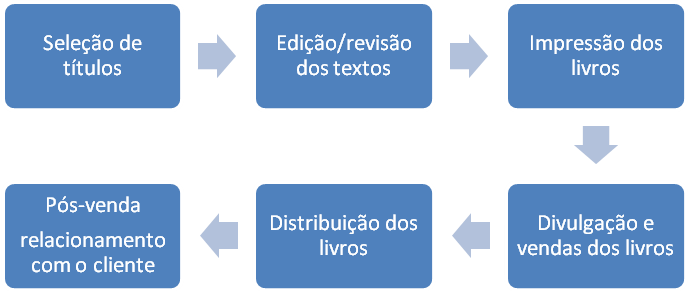 Seleção de
títulos
Edição/revisão
dos textos
Impressão dos
livros
Divulgação e
vendas dos livros
Distribuição dos
livros
Pós-venda
relacionamento
com o cliente